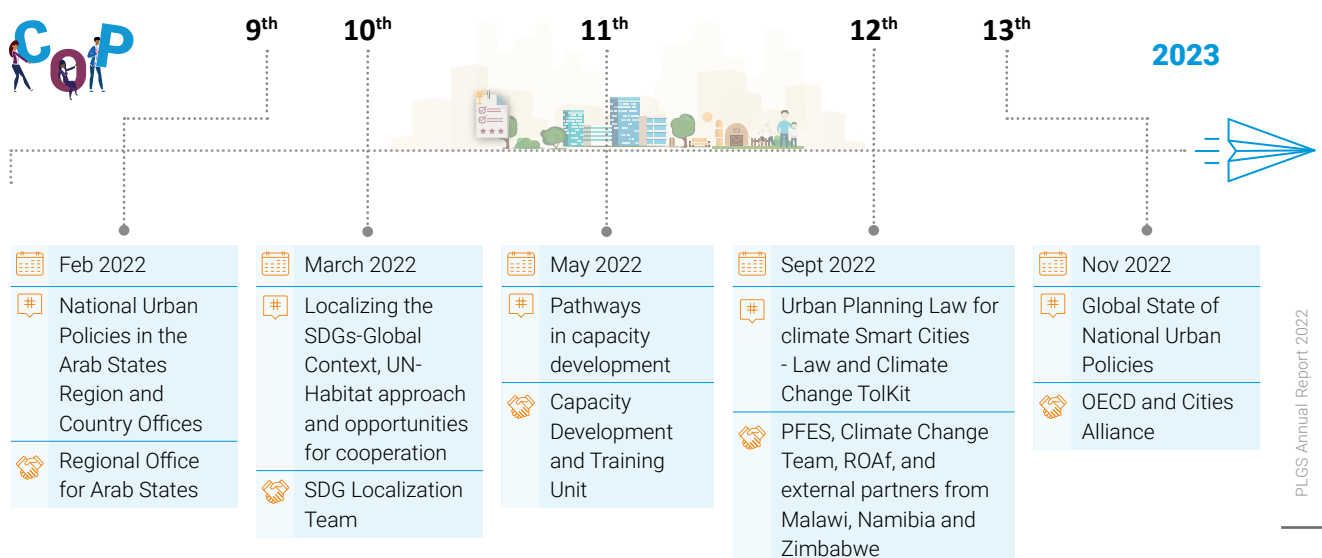 COP
9th
10th
11th
12th
13th
2023
Feb 2022
National Urban
Policies in the
Arab States
Region and
Country Offices
Regional Office
for Arab States
March 2022
Localizing the
SDGs-Global
Context, UN-
Habitat approach
and opportunities
for cooperation
SDG Localization
Team
May 2022
Pathways
in capacity
development
Capacity
Development
and Training
Unit
Sept 2022
Urban Planning Law for
climate Smart Cities
- Law and Climate
Change TolKit
PFES, Climate Change
Team, ROAf, and
external partners from
Malawi, Namibia and
Zimbabwe
Nov 2022
Global State of
National Urban
Policies
OECD and Cities
Alliance
PLGS Annual Report 2022